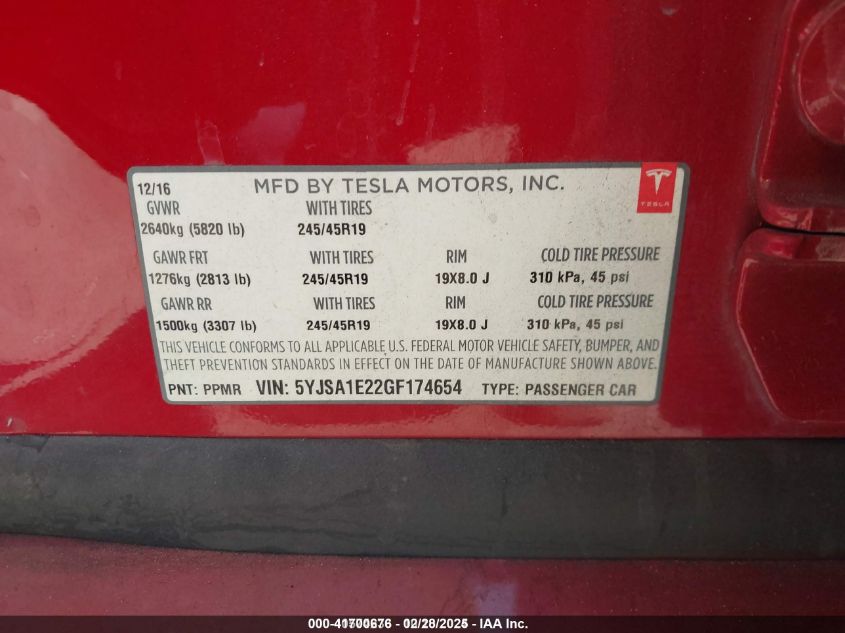 12/16 MFD BY TESLA MOTORS, INC.
TESLA
GVWR WITH TIRES
2640kg (5820 lb) 245/45R19
GAWR FRT WITH TIRES RIM COLD TIRE PRESSURE
1276kg (2813 lb) 245/45R19 19X8.0 J 310 kPa, 45 psi
GAWR RR WITH TIRES RIM COLD TIRE PRESSURE
1500kg (3307 lb) 245/45R19 19X8.0 J 310 kPa, 45 psi
THIS VEHICLE CONFORMS TO ALL APPLICABLE U.S. FEDERAL MOTOR VEHICLE SAFETY, BUMPER, AND
THEFT PREVENTION STANDARDS IN EFFECT ON THE DATE OF MANUFACTURE SHOWN ABOVE.
PNT: PPMR VIN: 5YJSA1E22GF174654 TYPE: PASSENGER CAR
02/28/2025